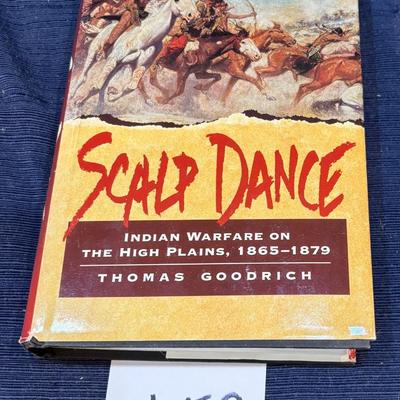 SCALP DANCE
INDIAN WARFARE ON
THE HIGH PLAINS, 1865–1879
THOMAS GOODRICH